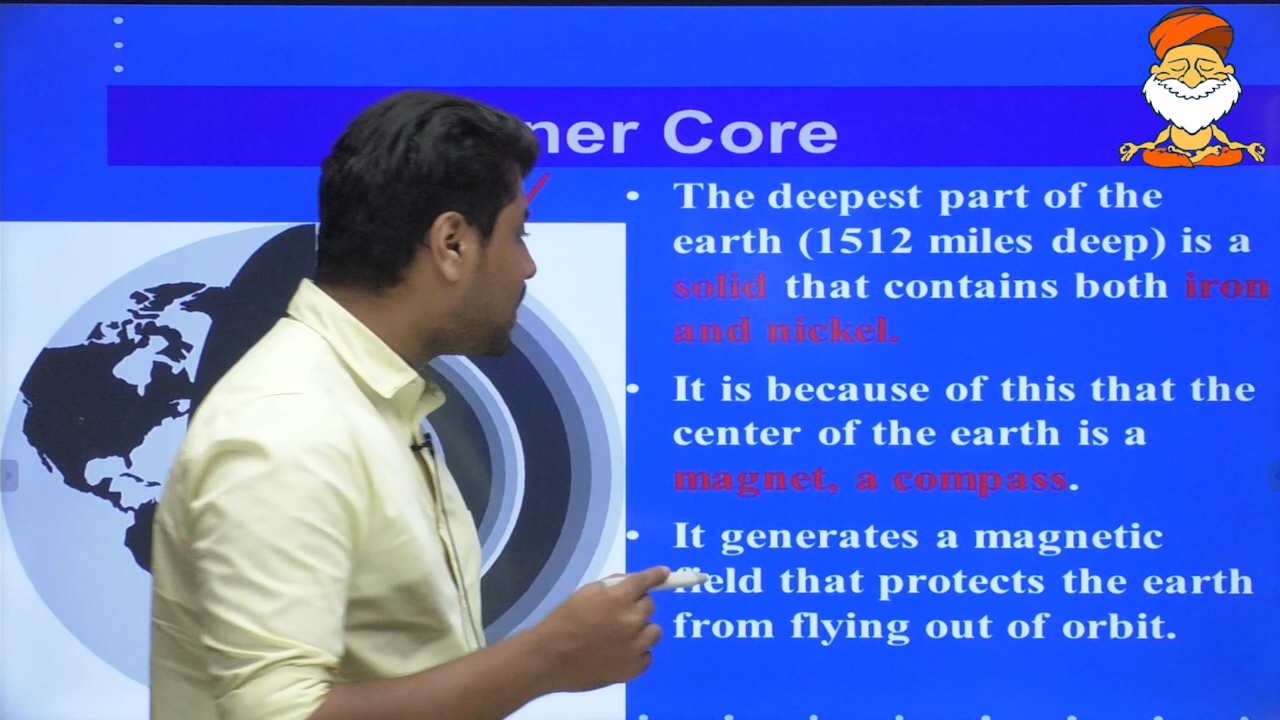 ner Core
• The deepest part of the
earth (1512 miles deep) is a
solid that contains both iron
and nickel.
• It is because of this that the
center of the earth is a
magnet, a compass.
• It generates a magnetic
field that protects the earth
from flying out of orbit.